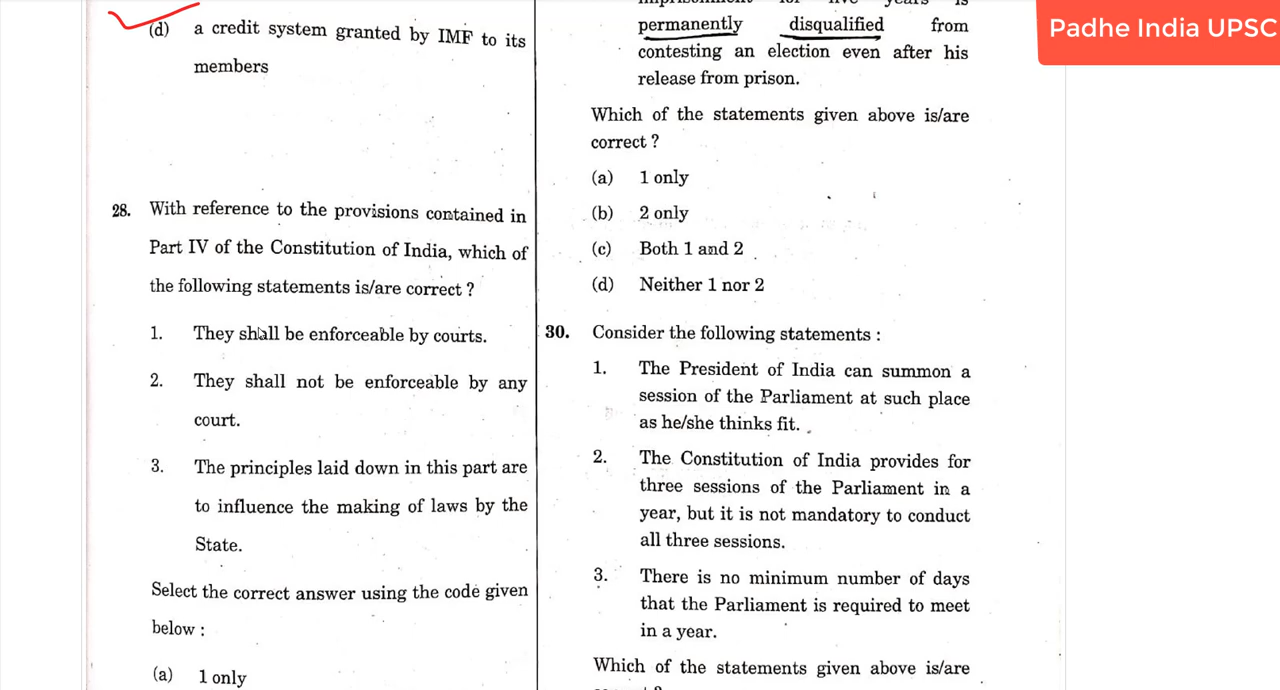 (d) a credit system granted by IMF to its
members
28. With reference to the provisions contained in
Part IV of the Constitution of India, which of
the following statements is/are correct ?
1. They shall be enforceable by courts.
2. They shall not be enforceable by any
court.
3. The principles laid down in this part are
to influence the making of laws by the
State.
Select the correct answer using the code given
below :
(a) 1 only
permanently disqualified from
contesting an election even after his
release from prison.
Which of the statements given above is/are
correct ?
(a) 1 only
(b) 2 only
(c) Both 1 and 2
(d) Neither 1 nor 2
30. Consider the following statements :
1. The President of India can summon a
session of the Parliament at such place
as he/she thinks fit.
2. The Constitution of India provides for
three sessions of the Parliament in a
year, but it is not mandatory to conduct
all three sessions.
3. There is no minimum number of days
that the Parliament is required to meet
in a year.
Which of the statements given above is/are
Padhe India UPSC